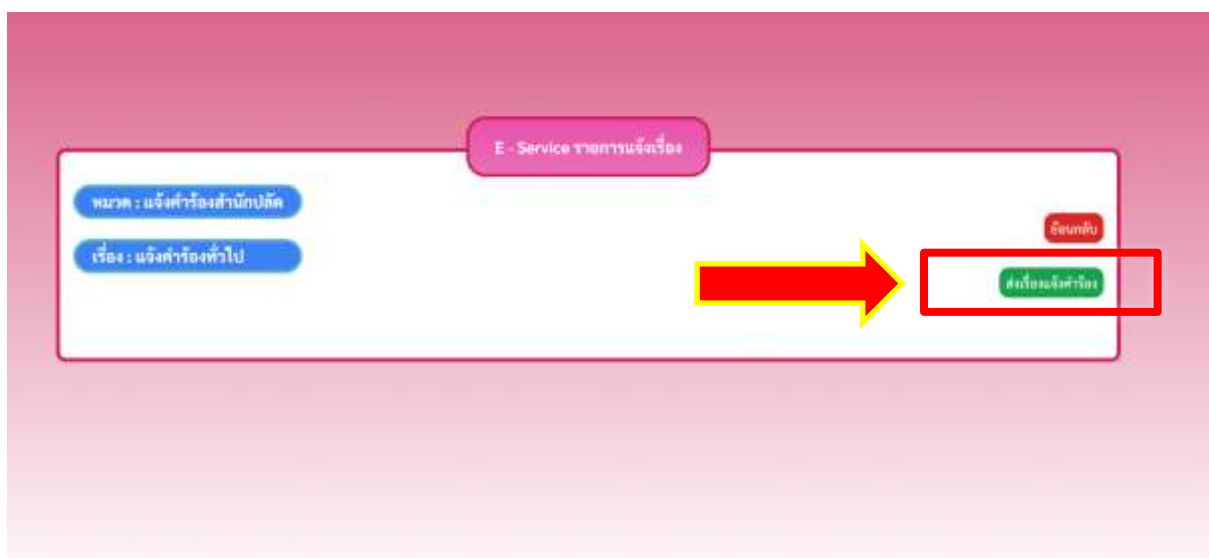 E - Service รายการแจ้งเรื่อง
หมวด : แจ้งคำร้องสำนักปลัด
ย้อนกลับ
เรื่อง : แจ้งคำร้องทั่วไป
ส่งเรื่องแจ้งคำร้อง